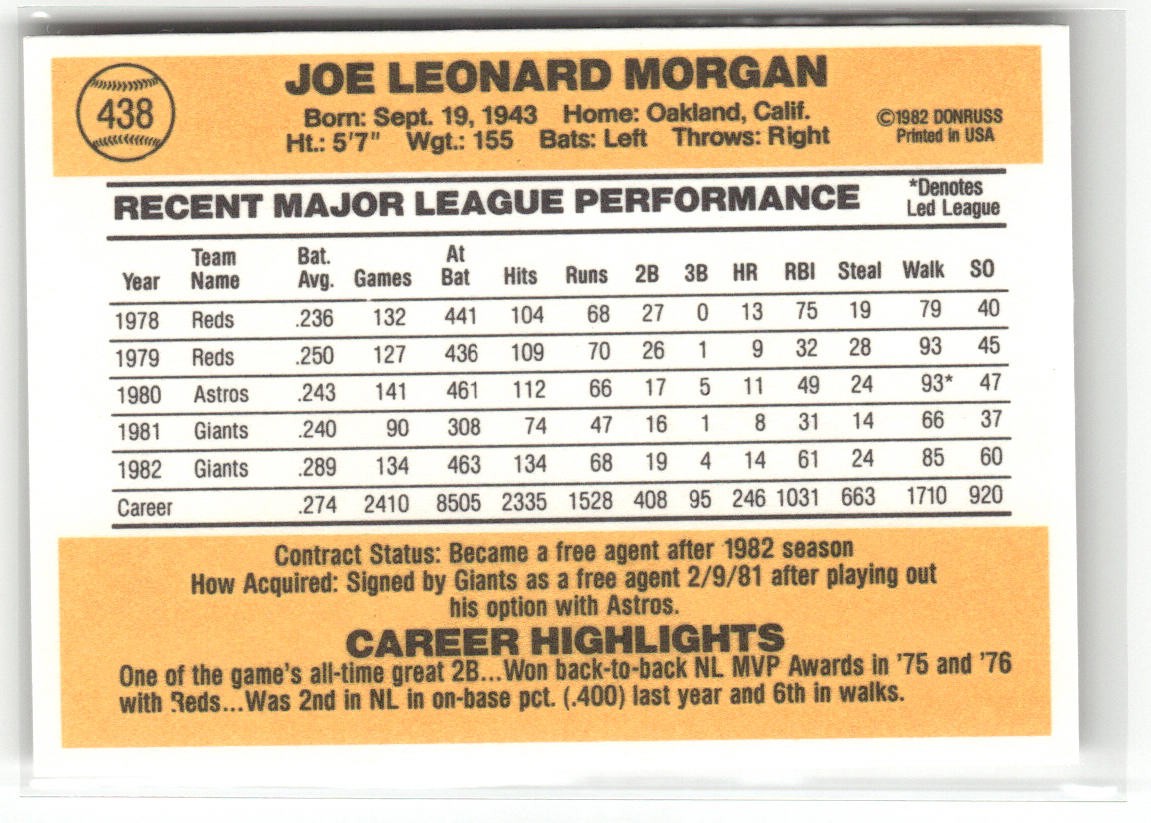 438
JOE LEONARD MORGAN
Born: Sept. 19, 1943 Home: Oakland, Calif.
Ht.: 5'7" Wgt.: 155 Bats: Left Throws: Right
©1982 DONRUSS
Printed in USA
RECENT MAJOR LEAGUE PERFORMANCE
*Denotes
Led League
Year Team Name Bat. Avg. Games At Bat Hits Runs 2B 3B HR RBI Steal Walk SO
1978 Reds .236 132 441 104 68 27 0 13 75 19 79 40
1979 Reds .250 127 436 109 70 26 1 9 32 28 93 45
1980 Astros .243 141 461 112 66 17 5 11 49 24 93* 47
1981 Giants .240 90 308 74 47 16 1 8 31 14 66 37
1982 Giants .289 134 463 134 68 19 4 14 61 24 85 60
Career .274 2410 8505 2335 1528 408 95 246 1031 663 1710 920
Contract Status: Became a free agent after 1982 season
How Acquired: Signed by Giants as a free agent 2/9/81 after playing out
his option with Astros.
CAREER HIGHLIGHTS
One of the game's all-time great 2B...Won back-to-back NL MVP Awards in '75 and '76
with Reds...Was 2nd in NL in on-base pct. (.400) last year and 6th in walks.